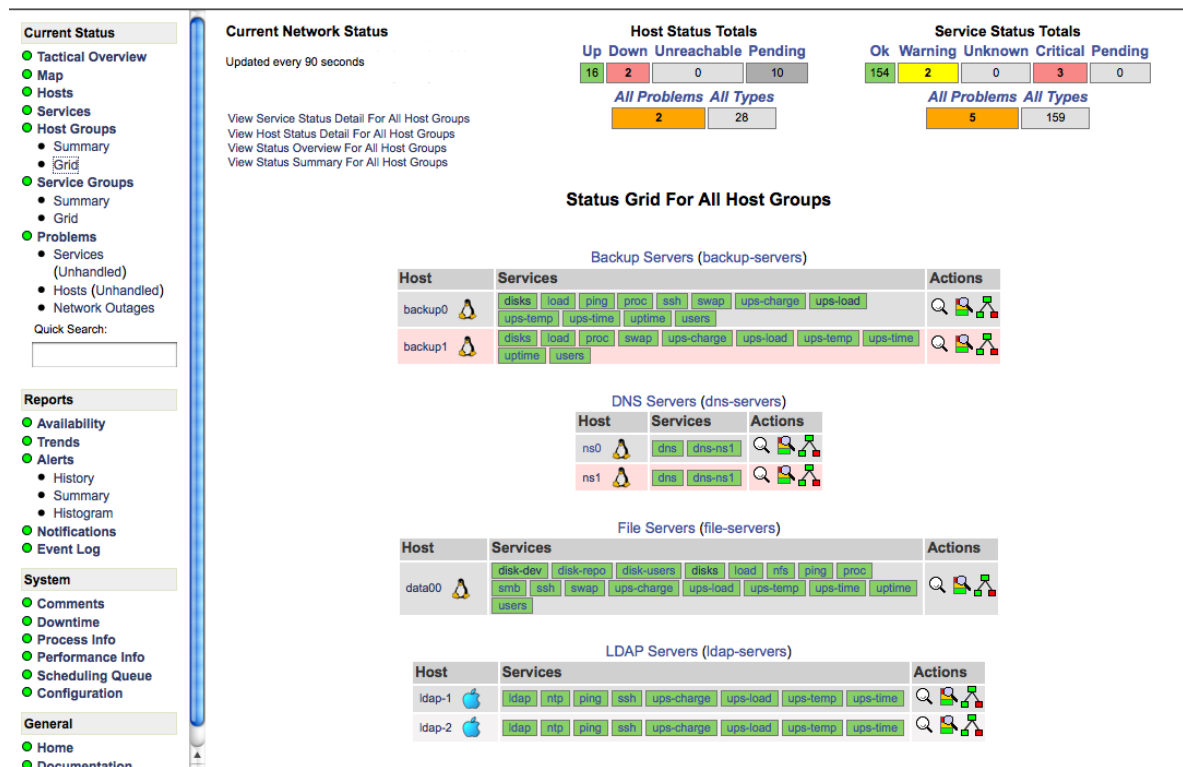 Current Status
Tactical Overview
Map
Hosts
Services
Host Groups
Summary
Grid
Service Groups
Summary
Grid
Problems
Services
(Unhandled)
Hosts (Unhandled)
Network Outages
Quick Search:
Reports
Availability
Trends
Alerts
History
Summary
Histogram
Notifications
Event Log
System
Comments
Downtime
Process Info
Performance Info
Scheduling Queue
Configuration
General
Home
Documentation
Current Network Status
Updated every 90 seconds
View Service Status Detail For All Host Groups
View Host Status Detail For All Host Groups
View Status Overview For All Host Groups
View Status Summary For All Host Groups
Host Status Totals
Up Down Unreachable Pending
16 2 0 10
All Problems All Types
2 28
Service Status Totals
Ok Warning Unknown Critical Pending
154 2 0 3 0
All Problems All Types
5 159
Status Grid For All Host Groups
Backup Servers (backup-servers)
Host Services Actions
backup0 disks load ping proc ssh swap ups-charge ups-load
ups-temp ups-time uptime users
backup1 disks load proc swap ups-charge ups-load ups-temp ups-time
uptime users
DNS Servers (dns-servers)
Host Services Actions
ns0 dns dns-ns1
ns1 dns dns-ns1
File Servers (file-servers)
Host Services Actions
disk-dev disk-repo disk-users disks load nfs ping proc
data00 smb ssh swap ups-charge ups-load ups-temp ups-time uptime
users
LDAP Servers (ldap-servers)
Host Services Actions
ldap-1 ldap ntp ping ssh ups-charge ups-load ups-temp ups-time
ldap-2 ldap ntp ping ssh ups-charge ups-load ups-temp ups-time